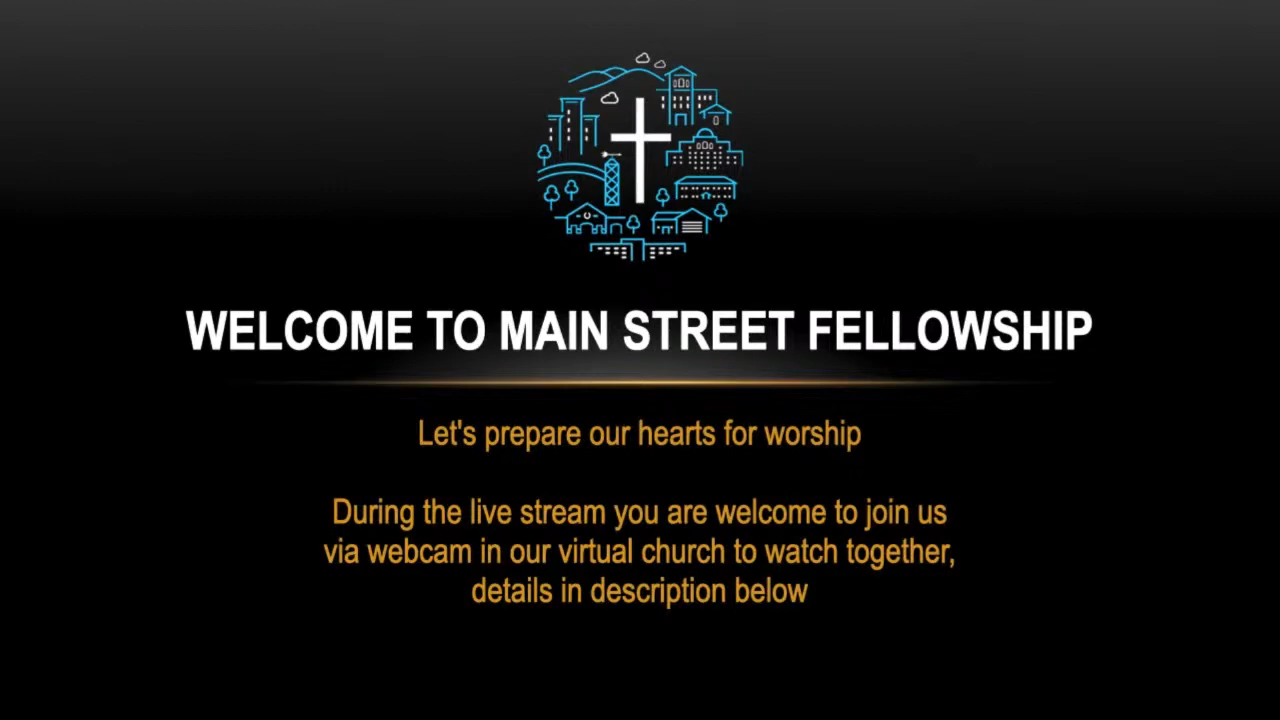 WELCOME TO MAIN STREET FELLOWSHIP
Let's prepare our hearts for worship
During the live stream you are welcome to join us
via webcam in our virtual church to watch together,
details in description below